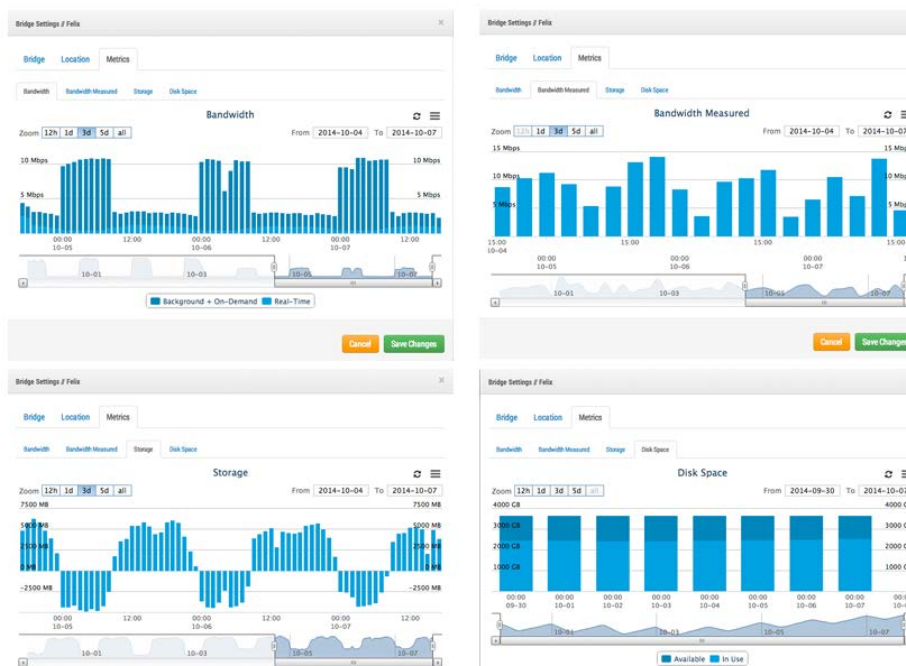 Bridge Settings // Felix ×
Bridge Location Metrics
Bandwidth Bandwidth Measured Storage Disk Space
Bandwidth
Zoom 12h 1d 3d 5d all From 2014-10-04 To 2014-10-07
10 Mbps 10 Mbps
5 Mbps 5 Mbps
00:00 12:00 00:00 12:00 00:00 12:00
10-05 10-06 10-07
10-01 10-03 10-05 10-07
Background + On-Demand Real-Time
Cancel Save Changes
Bridge Settings // Felix
Bridge Location Metrics
Bandwidth Bandwidth Measured Storage Disk Space
Bandwidth Measured
Zoom 12h 1d 3d 5d all From 2014-10-04 To 2014-10-07
15 Mbps 15 Mbps
10 Mbps 10 Mbps
5 Mbps 5 Mbps
15:00 15:00 15:00 15:00
10-04
00:00 00:00 00:00
10-05 10-06 10-07
10-01 10-03 10-05 10-07
Cancel Save Changes
Bridge Settings // Felix ×
Bridge Location Metrics
Bandwidth Bandwidth Measured Storage Disk Space
Storage
Zoom 12h 1d 3d 5d all From 2014-10-04 To 2014-10-07
7500 MB 7500 MB
5000 MB 5000 MB
2500 MB 2500 MB
0 MB 0 MB
-2500 MB -2500 MB
00:00 12:00 00:00 12:00 00:00 12:00
10-05 10-06 10-07
10-01 10-03 10-05 10-07
Bridge Settings // Felix
Bridge Location Metrics
Bandwidth Bandwidth Measured Storage Disk Space
Disk Space
Zoom 12h 1d 3d 5d all From 2014-09-30 To 2014-10-07
4000 GB 4000
3000 GB 3000
2000 GB 2000
1000 GB 1000
00:00 00:00 00:00 00:00 00:00 00:00 00:00 00:00
09-30 10-01 10-02 10-03 10-04 10-05 10-06 10-07
10-01 10-03 10-05 10-07
Available In Use